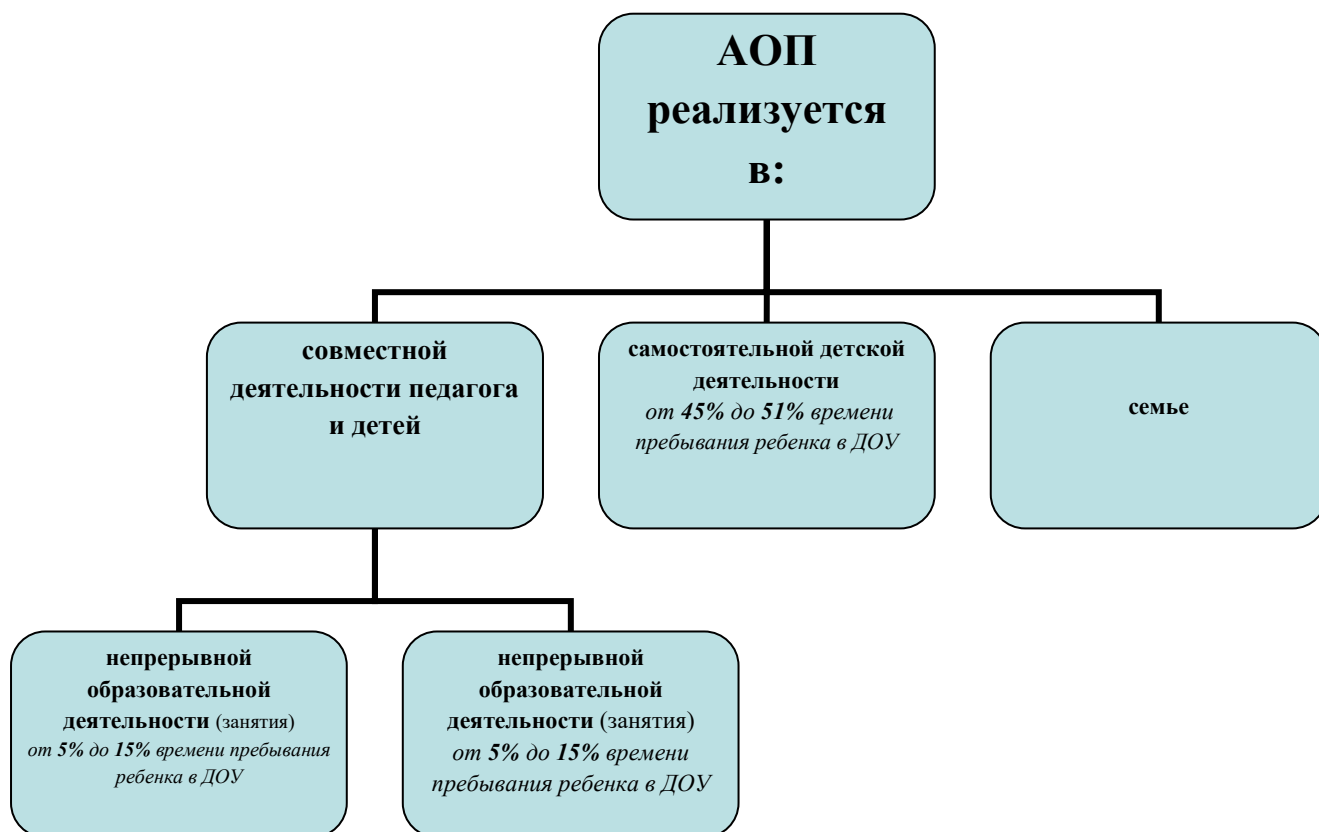 АОП
реализуется
в:
совместной
деятельности педагога
и детей
самостоятельной детской
деятельности
от 45% до 51% времени
пребывания ребенка в ДОУ
семье
непрерывной
образовательной
деятельности (занятия)
от 5% до 15% времени пребывания
ребенка в ДОУ
непрерывной
образовательной
деятельности (занятия)
от 5% до 15% времени
пребывания ребенка в ДОУ